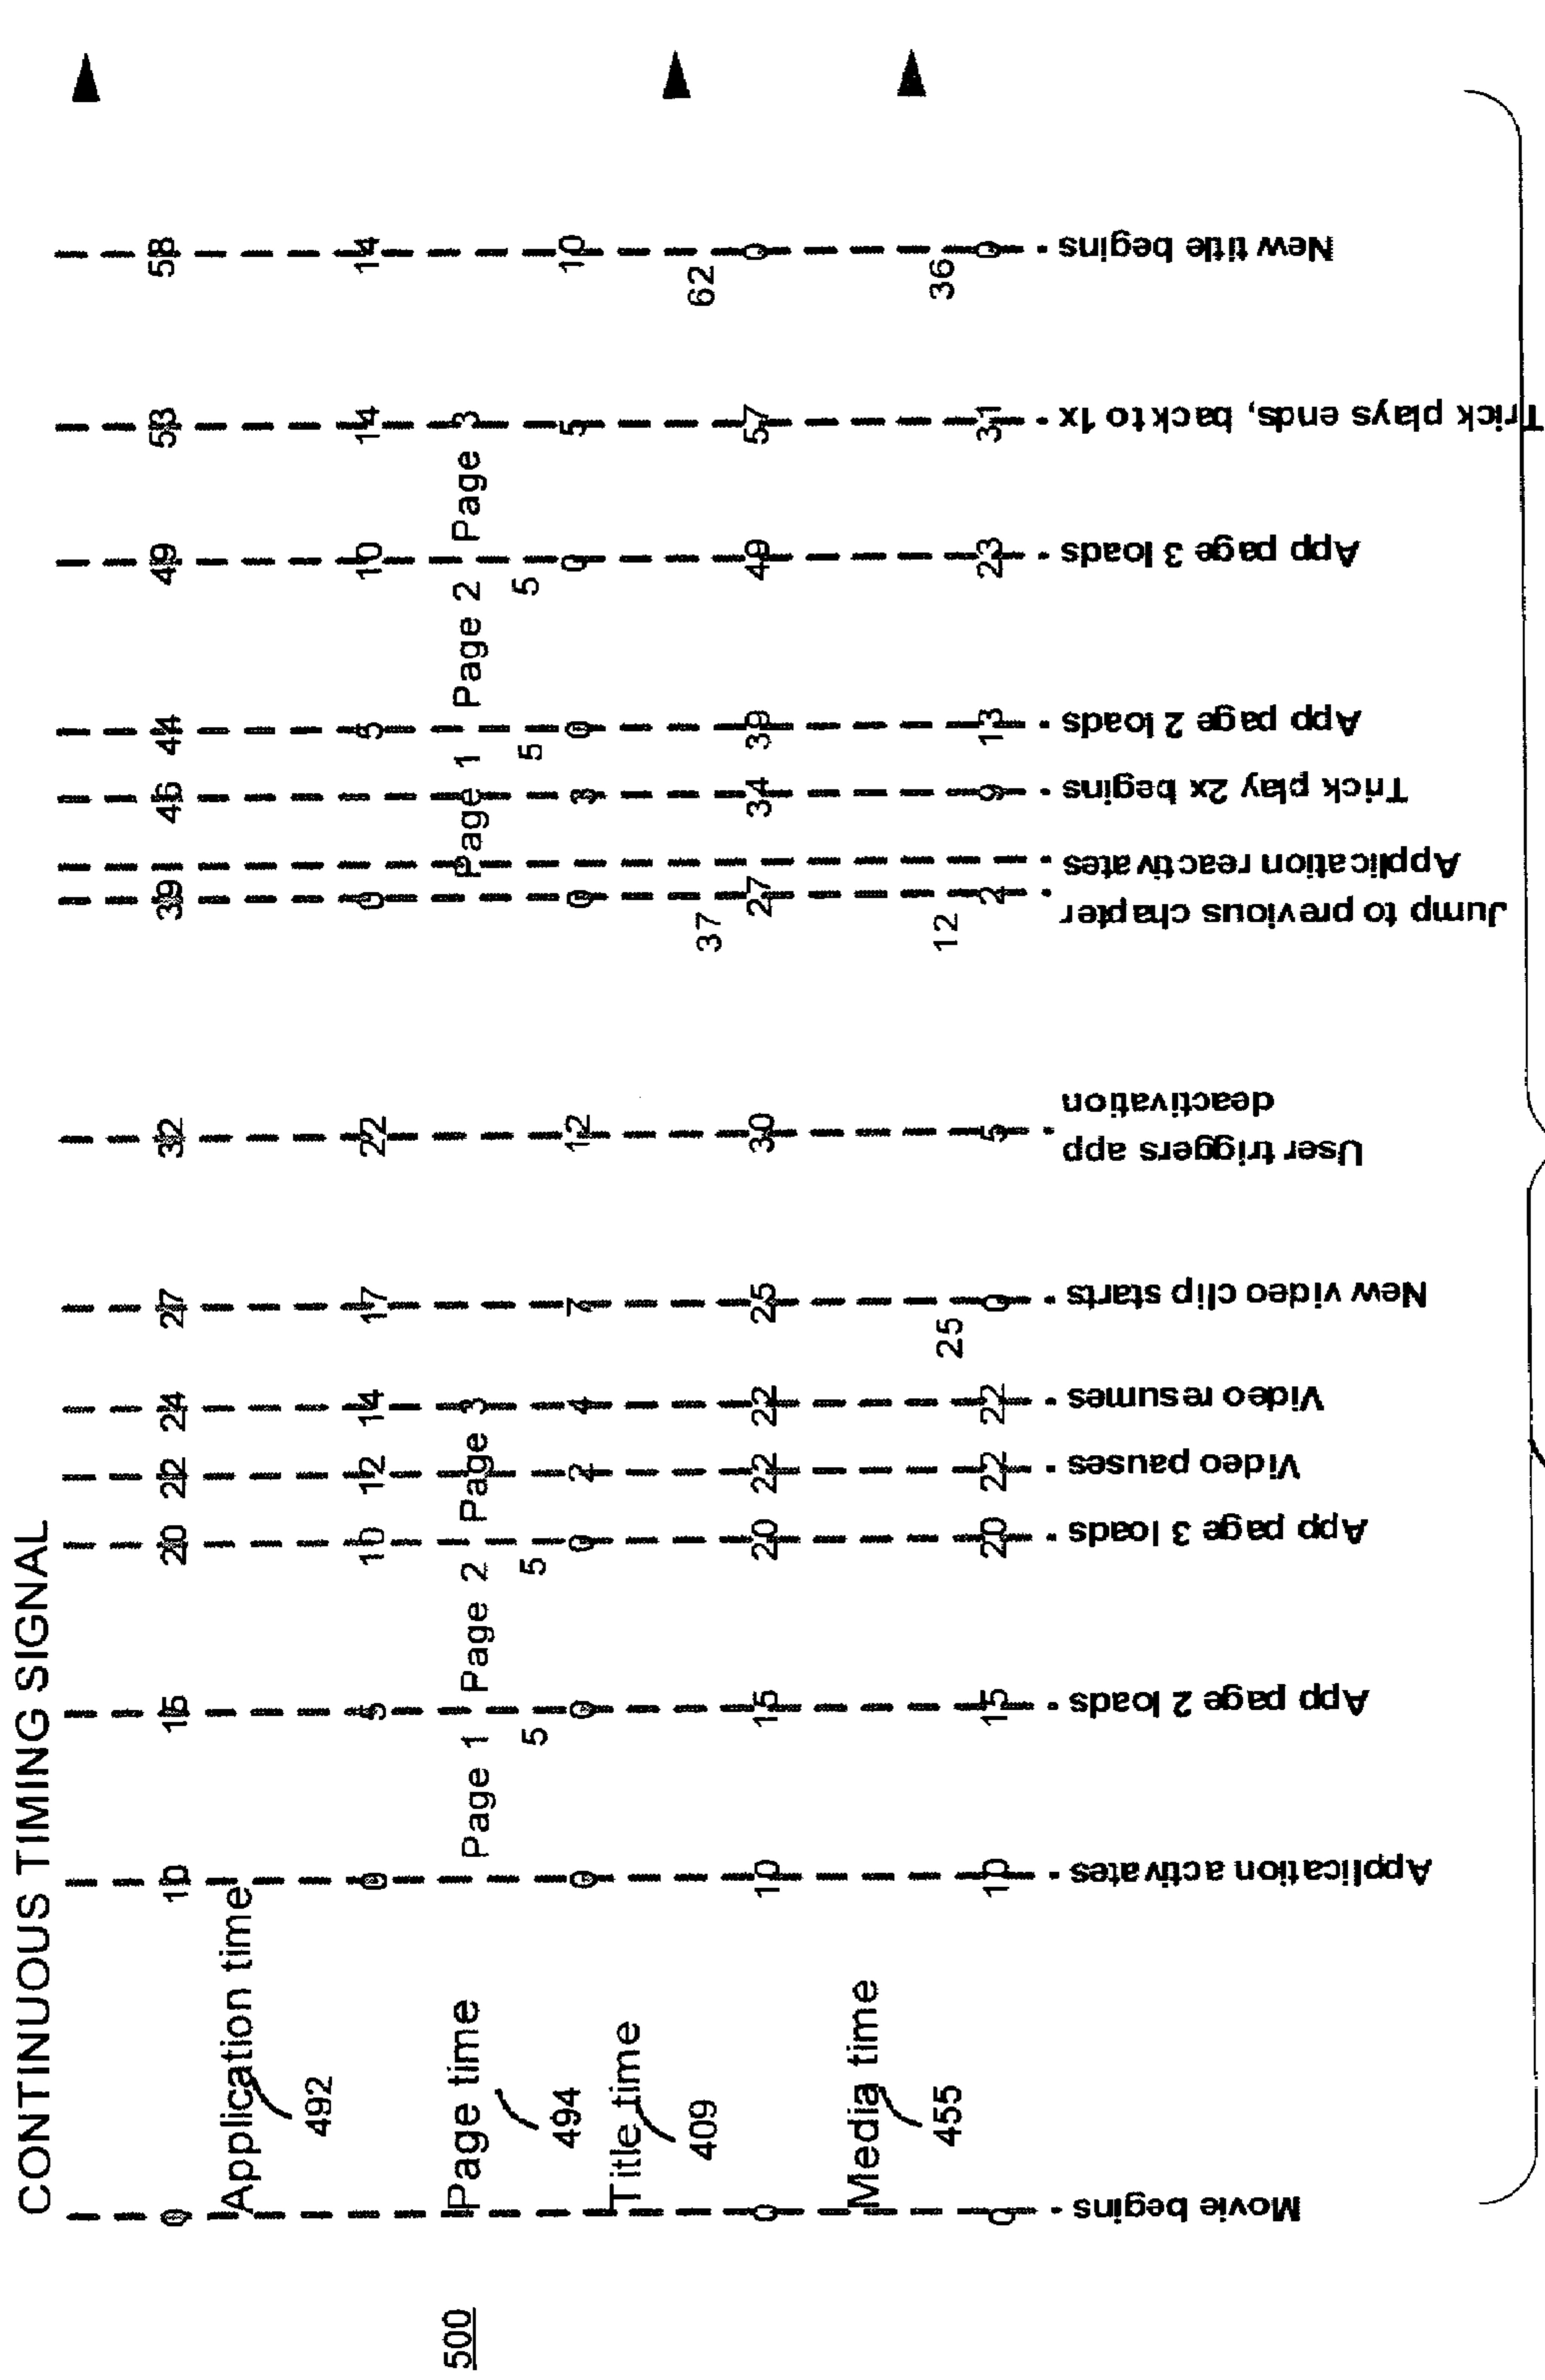 CONTINUOUS TIMING SIGNAL
0 10 15 20 22 24 27 32 39 46 44 49 53 58
Application time
492
0 5 10 12 14 17 22 0 5 10 14 14
Page time Page 1 Page 2 Page 3 Page 1 Page 2 Page 3
500
494
5 5 5 5
0 0 0 2 4 7 12 0 3 0 0 5 10
Title time
409
37 62
0 10 15 20 22 22 25 30 27 34 39 49 57 0
Media time
455
25 12 36
0 10 15 20 22 22 0 5 2 9 13 23 31 0
Movie begins
Application activates
App page 2 loads
App page 3 loads
Video pauses
Video resumes
New video clip starts
User triggers app
deactivation
Jump to previous chapter
Application reactivates
Trick play 2x begins
App page 2 loads
App page 3 loads
Trick plays ends, back to 1x
New title begins